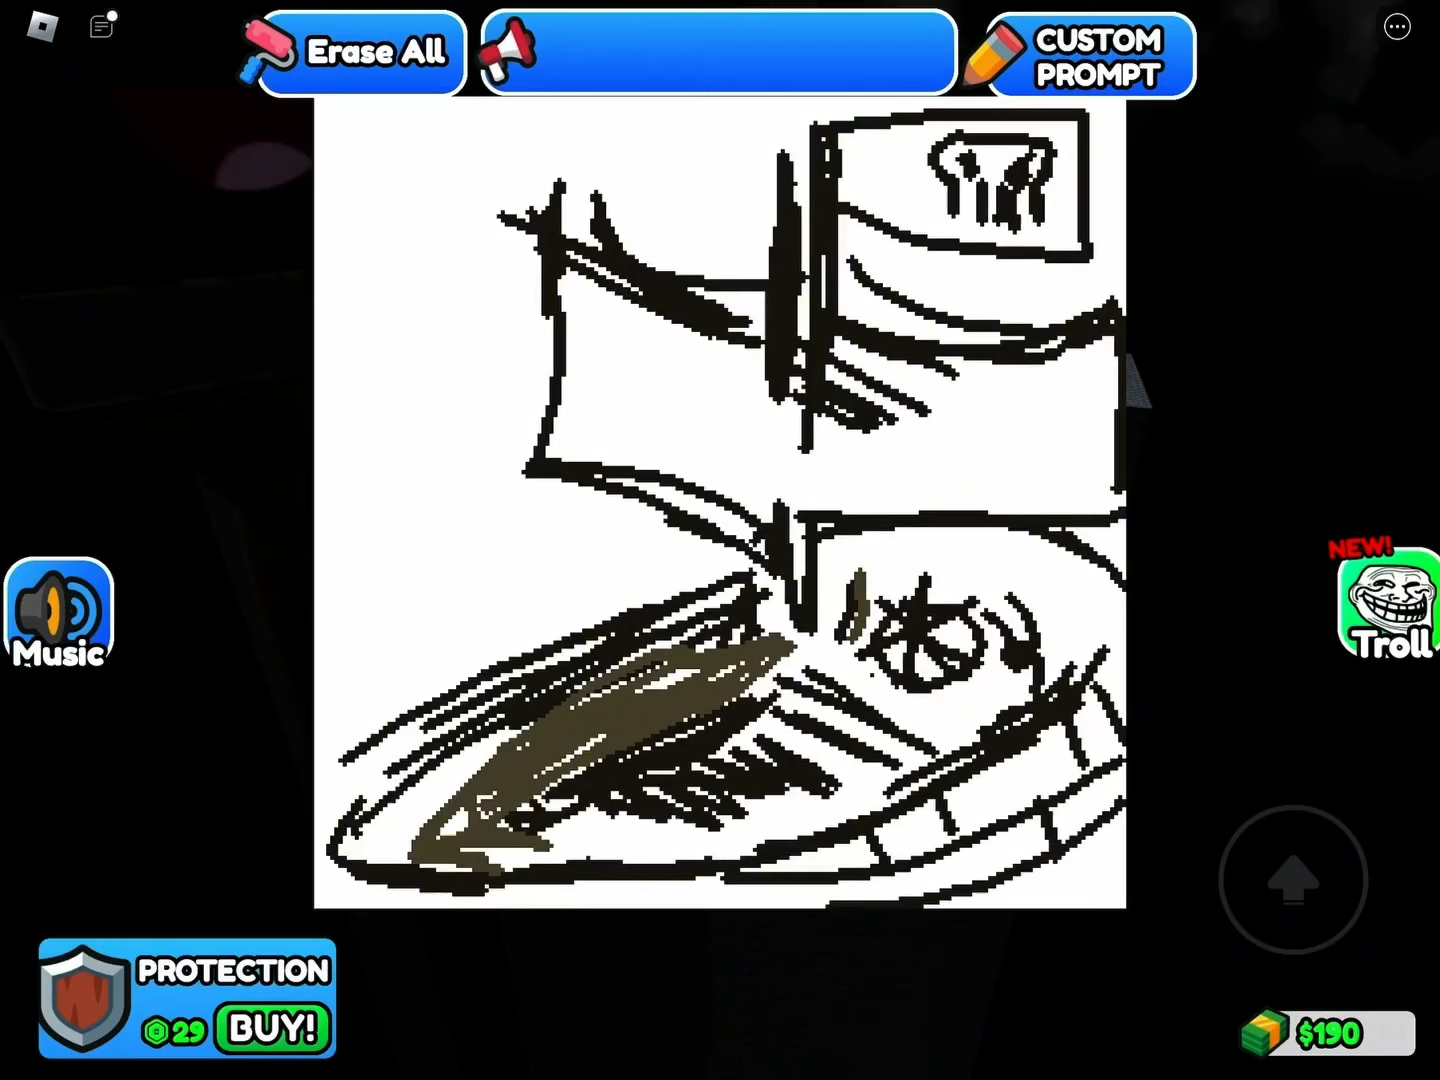 Erase All
CUSTOM
PROMPT
Music
NEW!
Troll
PROTECTION
29
BUY!
$190